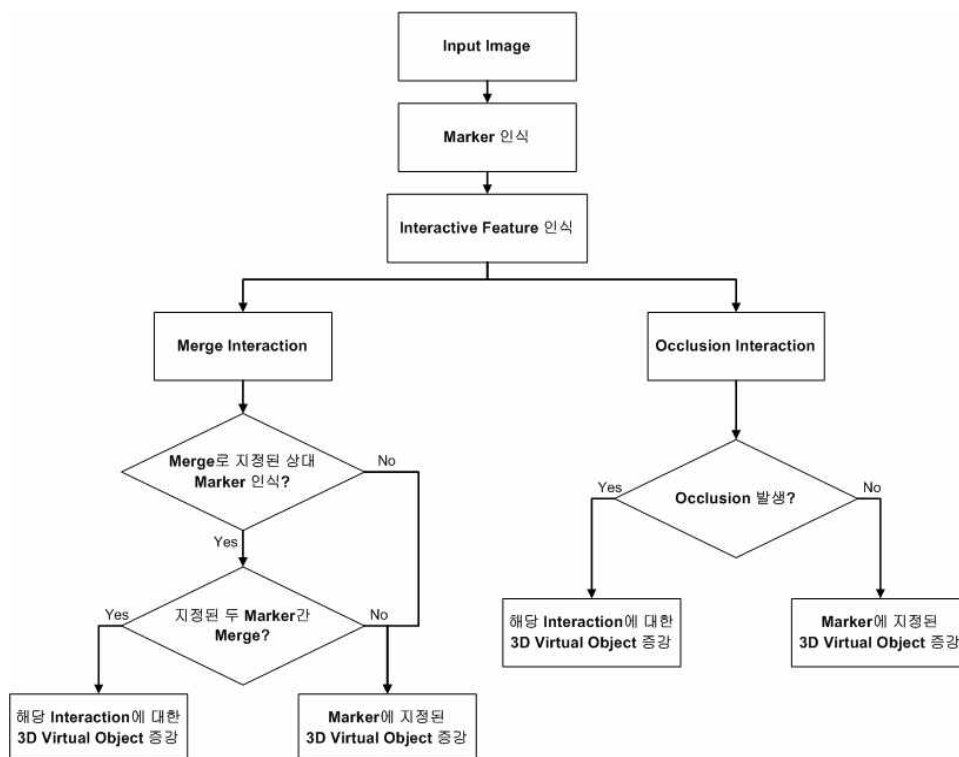 Input Image
Marker 인식
Interactive Feature 인식
Merge Interaction
Occlusion Interaction
Merge로 지정된 상대
Marker 인식?
No
Yes
Occlusion 발생?
Yes
No
지정된 두 Marker간
Merge?
Yes
No
해당 Interaction에 대한
3D Virtual Object 증강
Marker에 지정된
3D Virtual Object 증강
해당 Interaction에 대한
3D Virtual Object 증강
Marker에 지정된
3D Virtual Object 증강